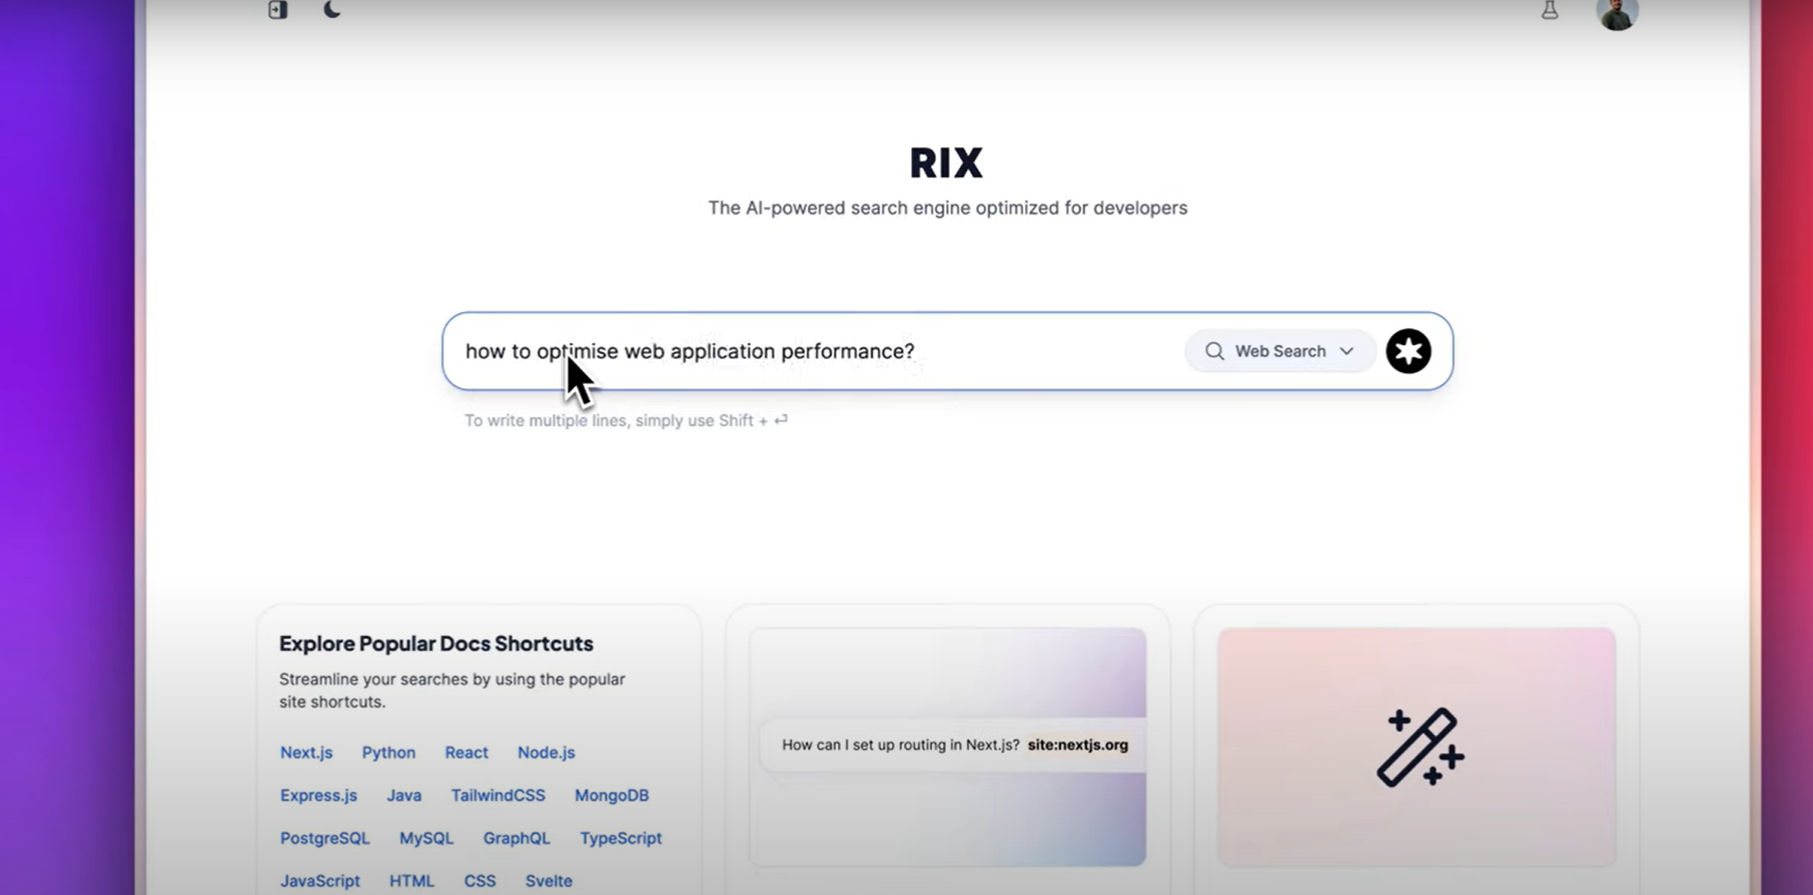 RIX
The AI-powered search engine optimized for developers
how to optimise web application performance?
Web Search
To write multiple lines, simply use Shift + ⏎
Explore Popular Docs Shortcuts
Streamline your searches by using the popular
site shortcuts.
Next.js Python React Node.js
Express.js Java TailwindCSS MongoDB
PostgreSQL MySQL GraphQL TypeScript
JavaScript HTML CSS Svelte
How can I set up routing in Next.js? site:nextjs.org